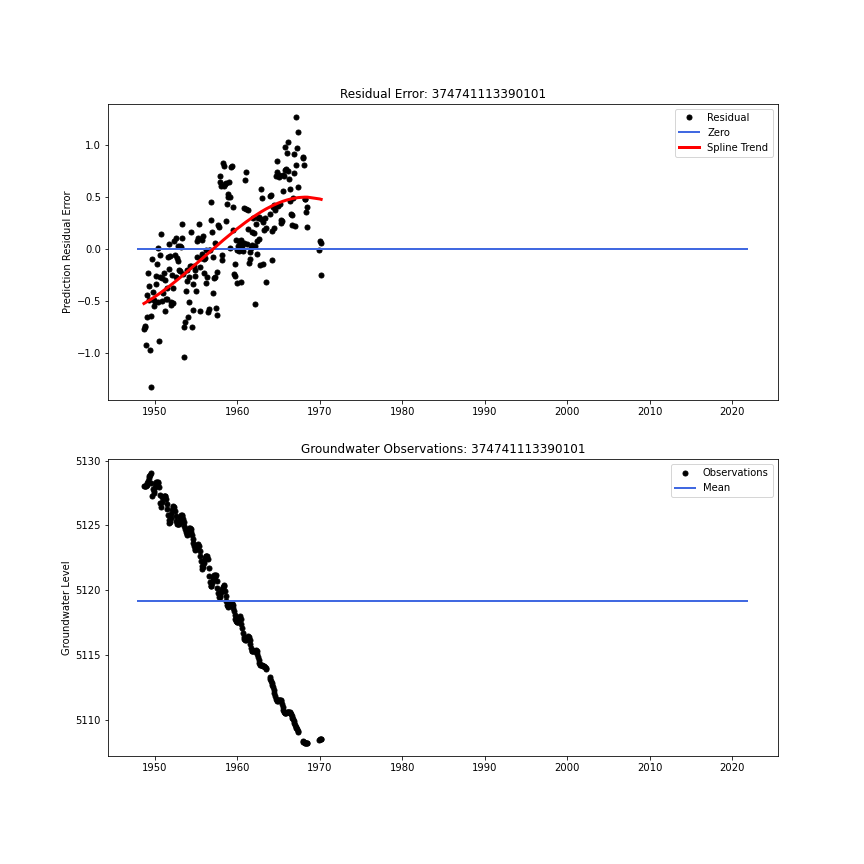 Residual Error: 374741113390101
Prediction Residual Error
1.0
0.5
0.0
−0.5
−1.0
1950 1960 1970 1980 1990 2000 2010 2020
Residual
Zero
Spline Trend
Groundwater Observations: 374741113390101
Groundwater Level
5130
5125
5120
5115
5110
1950 1960 1970 1980 1990 2000 2010 2020
Observations
Mean